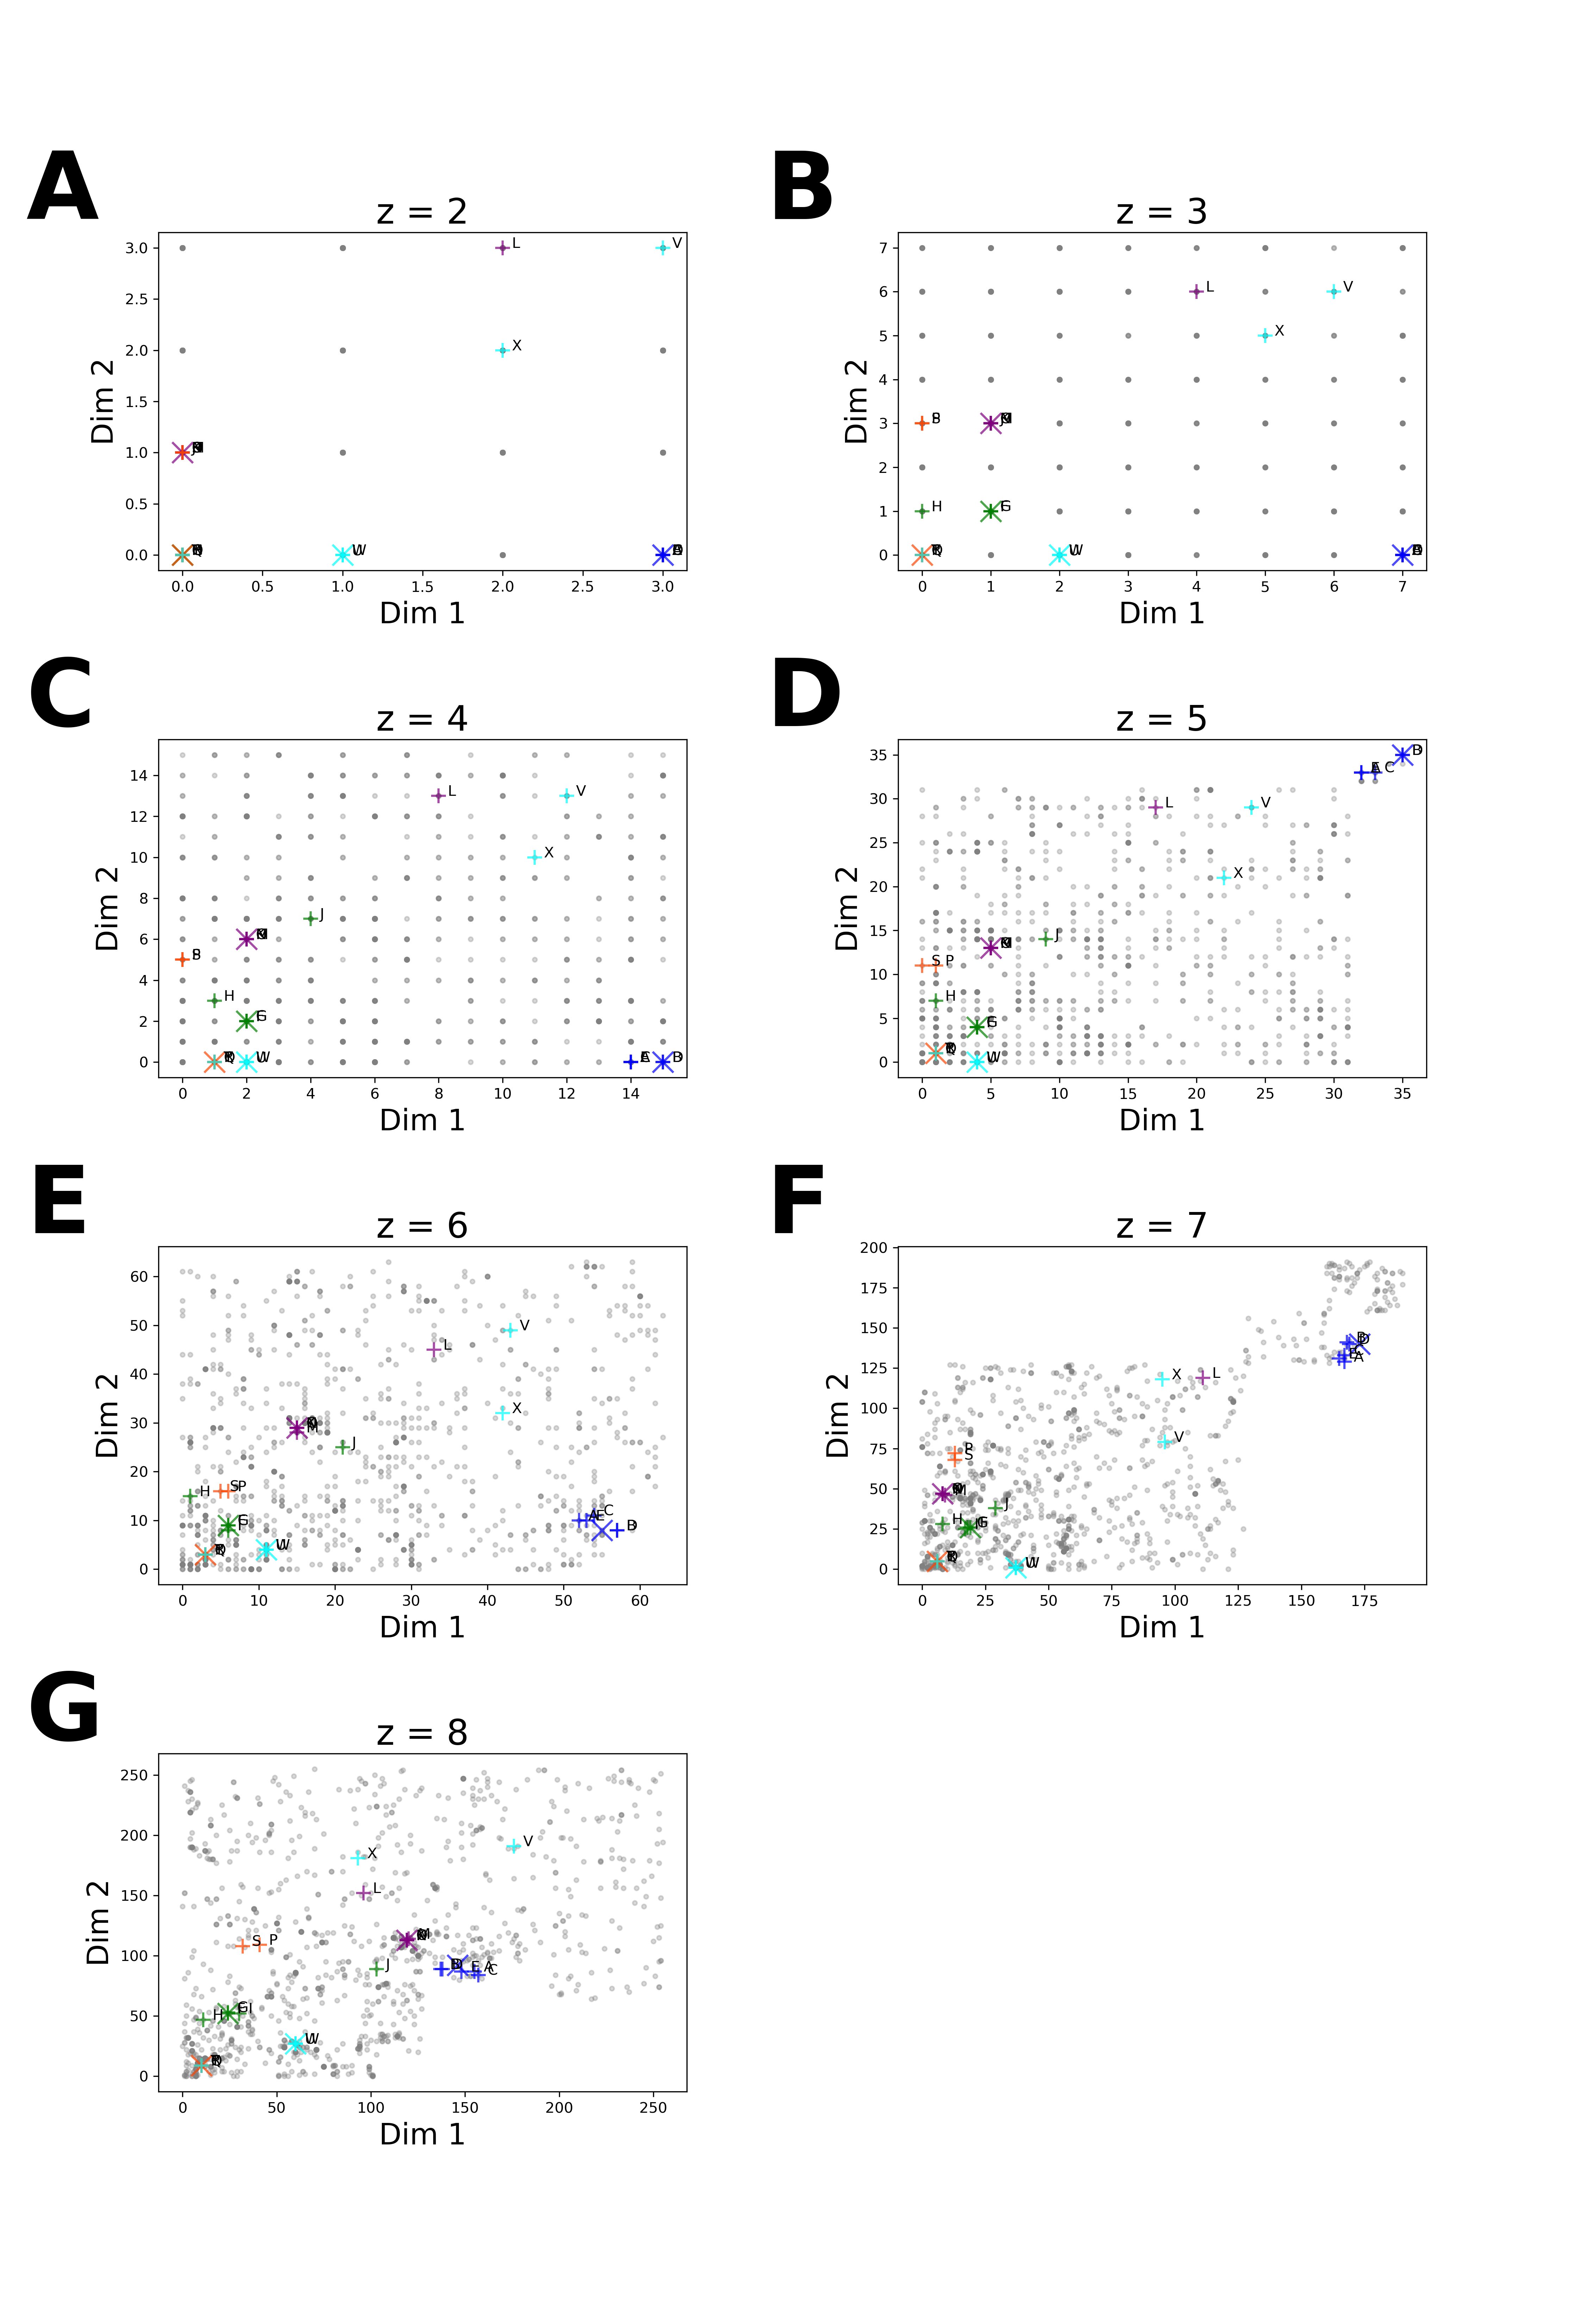 A
B
z = 2
z = 3
3.0
2.5
2.0
1.5
1.0
0.5
0.0
Dim 2
L
V
X
W
0.0 0.5 1.0 1.5 2.0 2.5 3.0
Dim 1
7
6
5
4
3
2
1
0
Dim 2
L
V
X
H
G
W
0 1 2 3 4 5 6 7
Dim 1
C
D
z = 4
z = 5
14
12
10
8
6
4
2
0
Dim 2
L
V
X
J
H
G
W
C
0 2 4 6 8 10 12 14
Dim 1
35
30
25
20
15
10
5
0
Dim 2
C
L
V
X
J
S P
H
G
W
0 5 10 15 20 25 30 35
Dim 1
E
F
z = 6
z = 7
60
50
40
30
20
10
0
Dim 2
V
L
X
M
J
S P
H
C
A E
W
0 10 20 30 40 50 60
Dim 1
200
175
150
125
100
75
50
25
0
Dim 2
D
A
X
L
V
P
S
M
J
H
G
W
0 25 50 75 100 125 150 175
Dim 1
G
z = 8
250
200
150
100
50
0
Dim 2
V
X
L
M
S P
J
E A C
H
G I
W
0 50 100 150 200 250
Dim 1